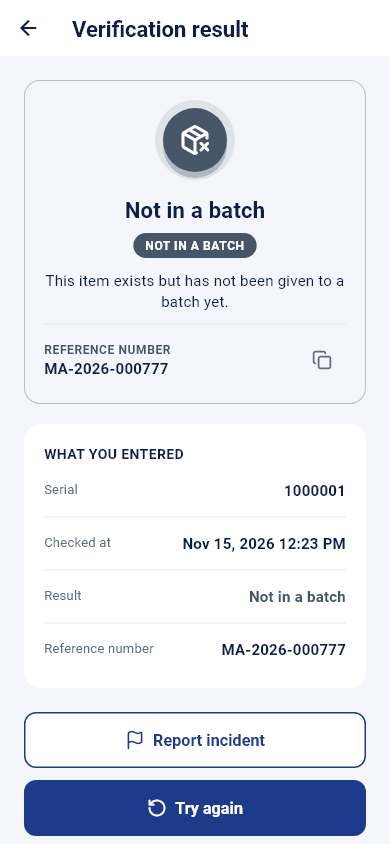 Verification result
Not in a batch
NOT IN A BATCH
This item exists but has not been given to a
batch yet.
REFERENCE NUMBER
MA-2026-000777
WHAT YOU ENTERED
Serial
1000001
Checked at
Nov 15, 2026 12:23 PM
Result
Not in a batch
Reference number
MA-2026-000777
Report incident
Try again